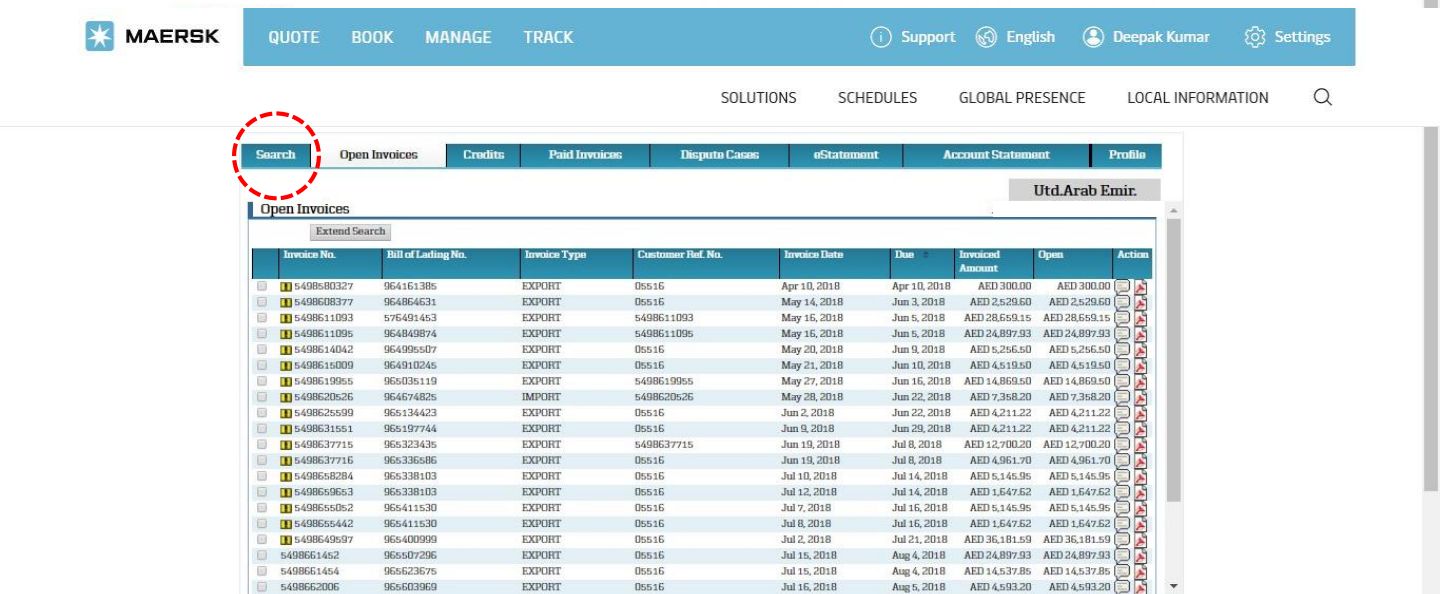 MAERSK QUOTE BOOK MANAGE TRACK Support English Deepak Kumar Settings
SOLUTIONS SCHEDULES GLOBAL PRESENCE LOCAL INFORMATION
Search Open Invoices Credits Paid Invoices Dispute Cases eStatement Account Statement Profile
Utd.Arab Emir.
Open Invoices
Extend Search
Invoice No. Bill of Lading No. Invoice Type Customer Ref. No. Invoice Date Due Invoiced Amount Open Action
5498580327 964161385 EXPORT 05516 Apr 10, 2018 Apr 10, 2018 AED 300.00 AED 300.00
5498608377 964864631 EXPORT 05516 May 14, 2018 Jun 3, 2018 AED 2,529.60 AED 2,529.60
5498611093 576491453 EXPORT 5498611093 May 16, 2018 Jun 5, 2018 AED 28,659.15 AED 28,659.15
5498611095 964849874 EXPORT 5498611095 May 16, 2018 Jun 5, 2018 AED 24,897.93 AED 24,897.93
5498614042 964995507 EXPORT 05516 May 20, 2018 Jun 9, 2018 AED 5,256.50 AED 5,256.50
5498615009 964910245 EXPORT 05516 May 21, 2018 Jun 10, 2018 AED 4,519.50 AED 4,519.50
5498619955 965035119 EXPORT 5498619955 May 27, 2018 Jun 16, 2018 AED 14,869.50 AED 14,869.50
5498620526 964674825 IMPORT 5498620526 May 28, 2018 Jun 22, 2018 AED 7,358.20 AED 7,358.20
5498625599 965134423 EXPORT 05516 Jun 2, 2018 Jun 22, 2018 AED 4,211.22 AED 4,211.22
5498631551 965197744 EXPORT 05516 Jun 9, 2018 Jun 29, 2018 AED 4,211.22 AED 4,211.22
5498637715 965323435 EXPORT 5498637715 Jun 19, 2018 Jul 8, 2018 AED 12,700.20 AED 12,700.20
5498637716 965336586 EXPORT 05516 Jun 19, 2018 Jul 8, 2018 AED 4,961.70 AED 4,961.70
5498658284 965338103 EXPORT 05516 Jul 10, 2018 Jul 14, 2018 AED 5,145.95 AED 5,145.95
5498659653 965338103 EXPORT 05516 Jul 12, 2018 Jul 14, 2018 AED 1,647.62 AED 1,647.62
5498655052 965411530 EXPORT 05516 Jul 7, 2018 Jul 16, 2018 AED 5,145.95 AED 5,145.95
5498655442 965411530 EXPORT 05516 Jul 8, 2018 Jul 16, 2018 AED 1,647.62 AED 1,647.62
5498649597 965400999 EXPORT 05516 Jul 2, 2018 Jul 21, 2018 AED 36,181.59 AED 36,181.59
5498661452 965507296 EXPORT 05516 Jul 15, 2018 Aug 4, 2018 AED 24,897.93 AED 24,897.93
5498661454 965623675 EXPORT 05516 Jul 15, 2018 Aug 4, 2018 AED 14,537.85 AED 14,537.85
5498662006 965603969 EXPORT 05516 Jul 16, 2018 Aug 5, 2018 AED 4,593.20 AED 4,593.20